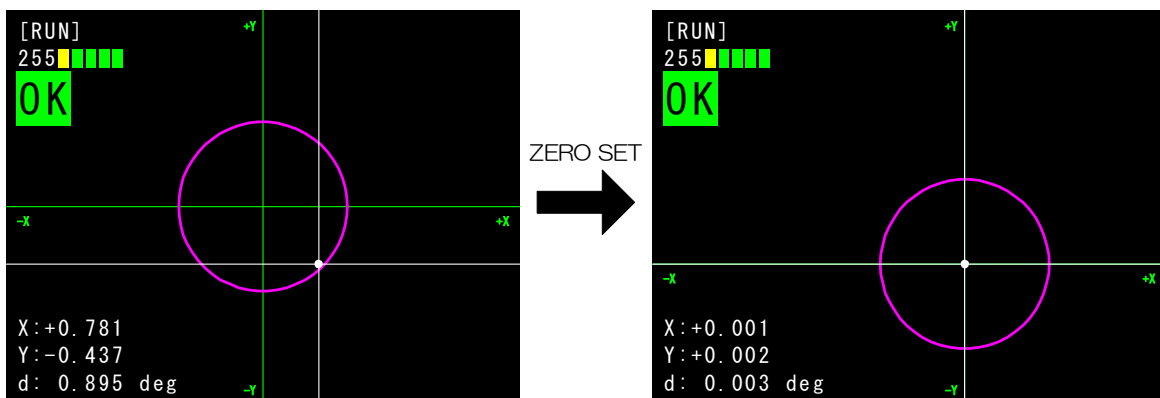 [RUN]
255
OK
+Y
-X
+X
X:+0.781
Y:-0.437
d: 0.895 deg
-Y
ZERO SET
[RUN]
255
OK
+Y
-X
+X
X:+0.001
Y:+0.002
d: 0.003 deg
-Y